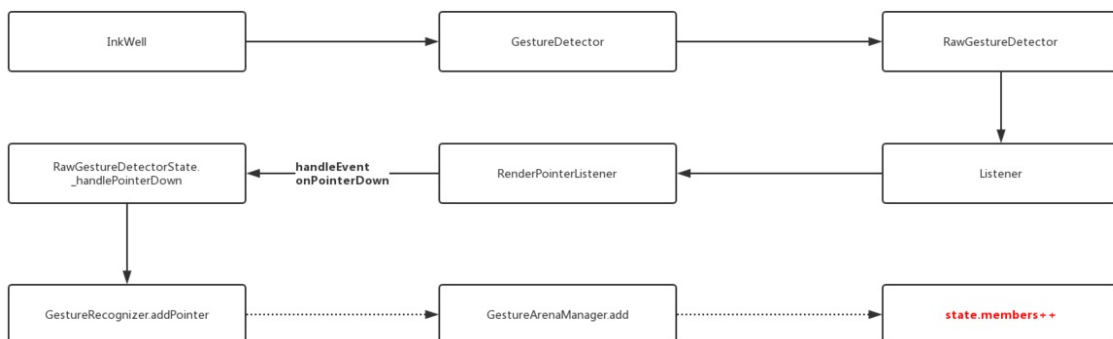 InkWell
GestureDetector
RawGestureDetector
RawGestureDetectorState.
_handlePointerDown
handleEvent
onPointerDown
RenderPointerListener
Listener
GestureRecognizer.addPointer
GestureArenaManager.add
state.members++